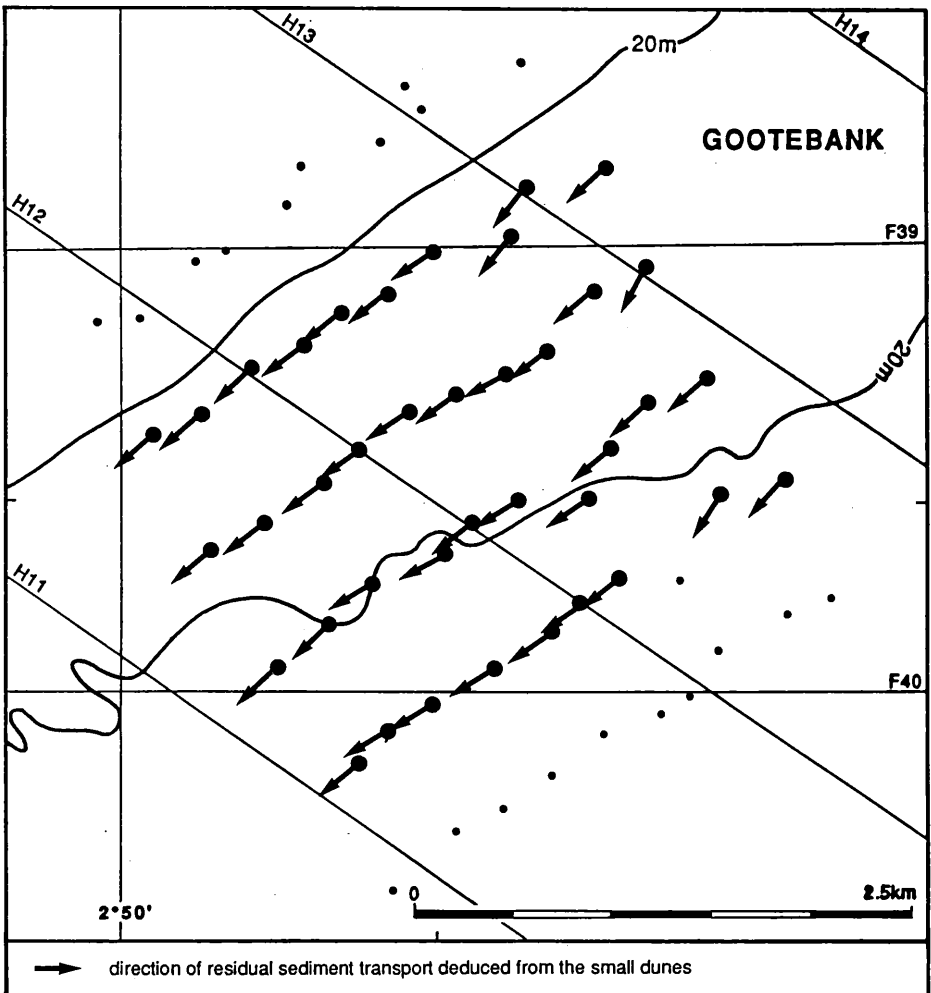 H13
H14
20m
GOOTEBANK
H12
F39
20m
H11
F40
0 2.5km
2°50'
direction of residual sediment transport deduced from the small dunes